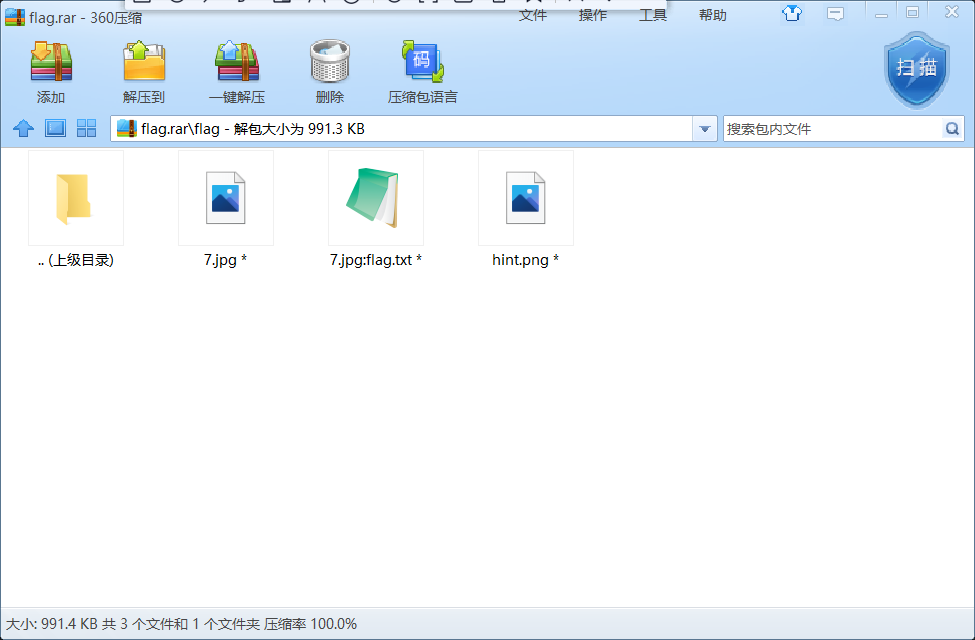 flag.rar - 360压缩
文件 操作 工具 帮助
添加 解压到 一键解压 删除 压缩包语言
码
扫描
flag.rar\flag - 解包大小为 991.3 KB
搜索包内文件
.. (上级目录) 7.jpg * 7.jpg:flag.txt * hint.png *
大小: 991.4 KB 共 3 个文件和 1 个文件夹 压缩率 100.0%